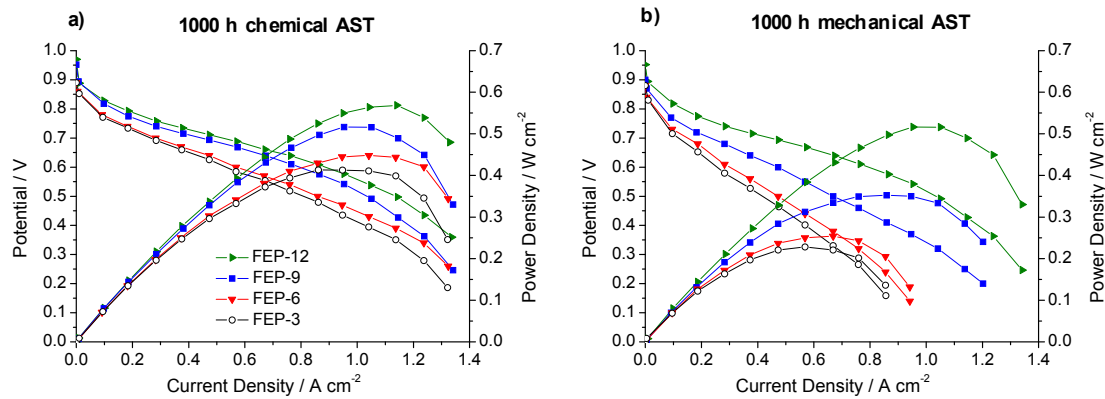 a)
1000 h chemical AST
1.0
0.9
0.8
0.7
0.6
0.5
0.4
0.3
0.2
0.1
0.0
Potential / V
0.7
0.6
0.5
0.4
0.3
0.2
0.1
0.0
Power Density / W cm-2
FEP-12
FEP-9
FEP-6
FEP-3
0.0 0.2 0.4 0.6 0.8 1.0 1.2 1.4
Current Density / A cm-2
b)
1000 h mechanical AST
1.0
0.9
0.8
0.7
0.6
0.5
0.4
0.3
0.2
0.1
0.0
Potential / V
0.7
0.6
0.5
0.4
0.3
0.2
0.1
0.0
Power Density / W cm-2
0.0 0.2 0.4 0.6 0.8 1.0 1.2 1.4
Current Density / A cm-2